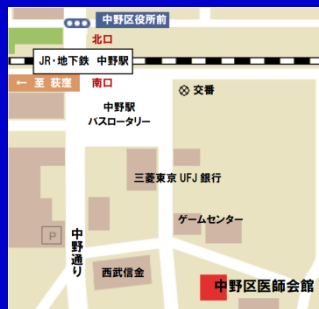 中野区役所前
北口
JR・地下鉄 中野駅
← 至 荻窪
南口
交番
中野駅
バスロータリー
三菱東京UFJ銀行
ゲームセンター
P
中野通り
西武信金
中野区医師会館